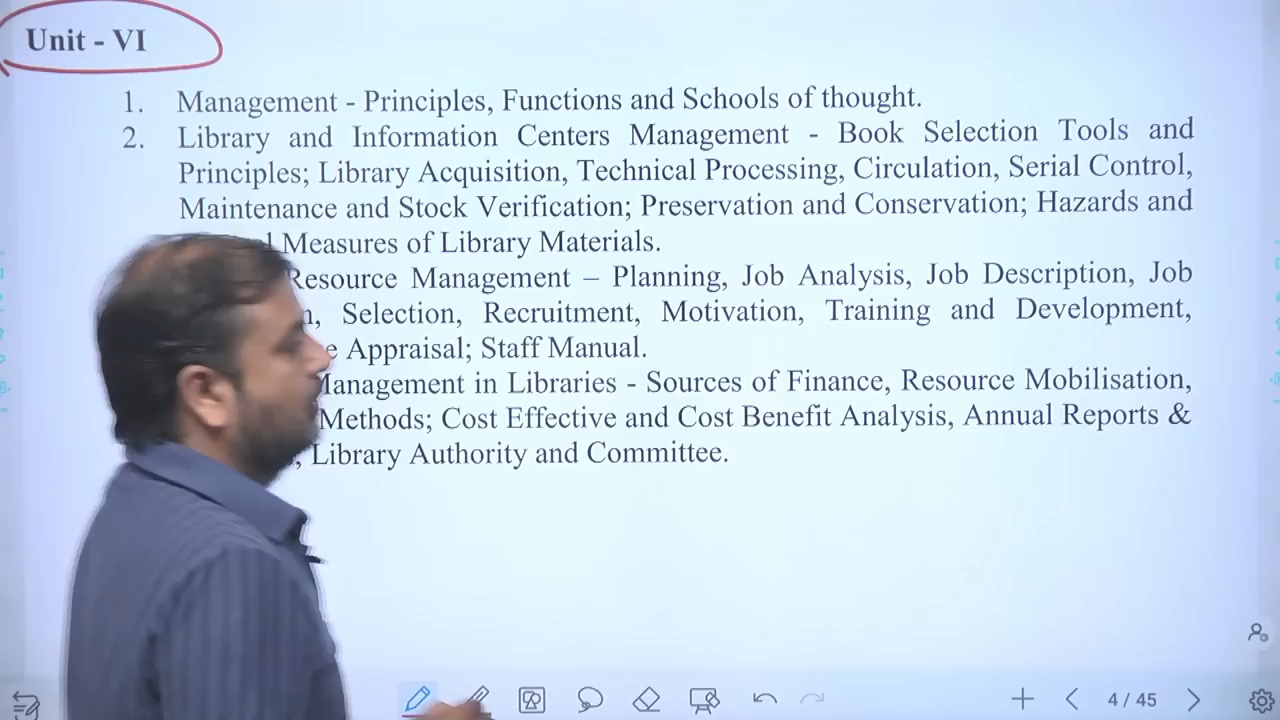 Unit - VI
1. Management - Principles, Functions and Schools of thought.
2. Library and Information Centers Management - Book Selection Tools and
Principles; Library Acquisition, Technical Processing, Circulation, Serial Control,
Maintenance and Stock Verification; Preservation and Conservation; Hazards and
Measures of Library Materials.
Resource Management – Planning, Job Analysis, Job Description, Job
Selection, Recruitment, Motivation, Training and Development,
Appraisal; Staff Manual.
Management in Libraries - Sources of Finance, Resource Mobilisation,
Methods; Cost Effective and Cost Benefit Analysis, Annual Reports &
Library Authority and Committee.
4 / 45